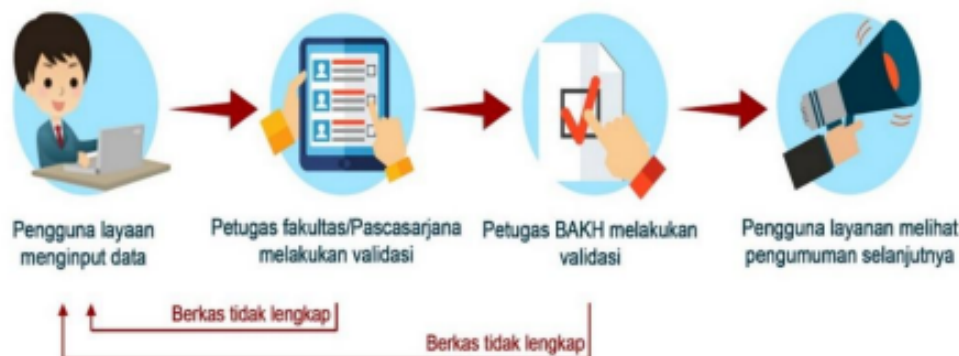 Pengguna layaan
menginput data
Petugas fakultas/Pascasarjana
melakukan validasi
Petugas BAKH melakukan
validasi
Pengguna layanan melihat
pengumuman selanjutnya
Berkas tidak lengkap
Berkas tidak lengkap